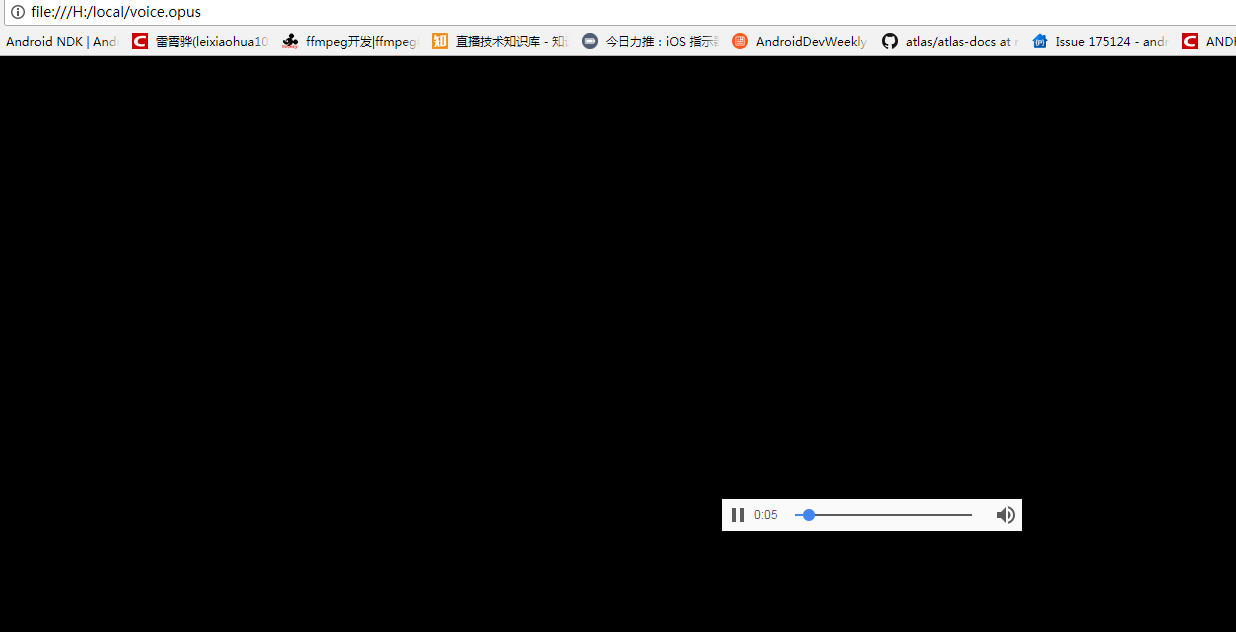 file:///H:/local/voice.opus
Android NDK | And 雷霄骅(leixiaohua10 ffmpeg开发|ffmpeg 直播技术知识库 - 知 今日力推：iOS 指示 AndroidDevWeekly atlas/atlas-docs at Issue 175124 - andr AND
0:05